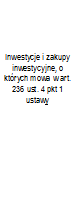 Inwestycje i zakupy
inwestycyjne, o
których mowa w art.
236 ust. 4 pkt 1
ustawy